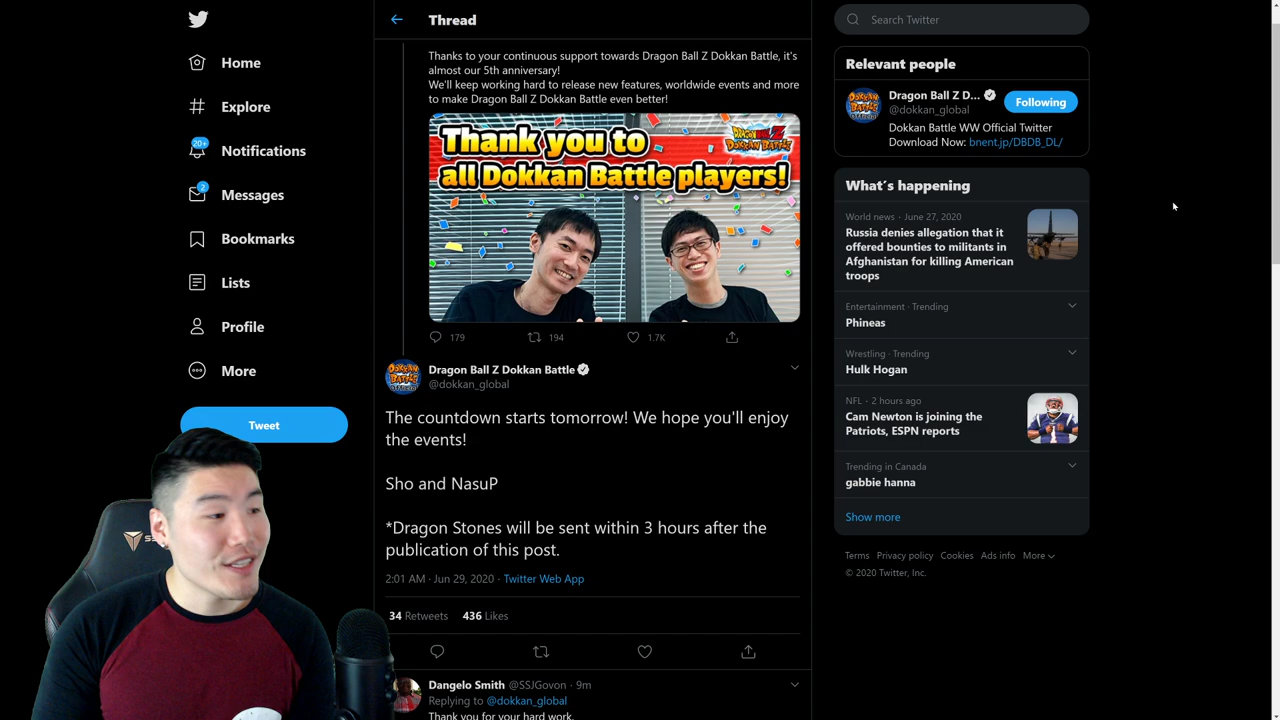 Home
Explore
20+
Notifications
2
Messages
Bookmarks
Lists
Profile
More
Tweet
Thread
Thanks to your continuous support towards Dragon Ball Z Dokkan Battle, it's
almost our 5th anniversary!
We'll keep working hard to release new features, worldwide events and more
to make Dragon Ball Z Dokkan Battle even better!
Thank you to
all Dokkan Battle players!
DRAGON BALL Z
DOKKAN BATTLE
179
194
1.7K
Dragon Ball Z Dokkan Battle
@dokkan_global
The countdown starts tomorrow! We hope you'll enjoy
the events!
Sho and NasuP
*Dragon Stones will be sent within 3 hours after the
publication of this post.
2:01 AM · Jun 29, 2020 · Twitter Web App
34 Retweets 436 Likes
Dangelo Smith @SSJGovon · 9m
Replying to @dokkan_global
Thank you for your hard work.
Search Twitter
Relevant people
Dragon Ball Z D...
@dokkan_global
Following
Dokkan Battle WW Official Twitter
Download Now: bnent.jp/DBDB_DL/
What's happening
World news · June 27, 2020
Russia denies allegation that it
offered bounties to militants in
Afghanistan for killing American
troops
Entertainment · Trending
Phineas
Wrestling · Trending
Hulk Hogan
NFL · 2 hours ago
Cam Newton is joining the
Patriots, ESPN reports
Trending in Canada
gabbie hanna
Show more
Terms Privacy policy Cookies Ads info More
© 2020 Twitter, Inc.